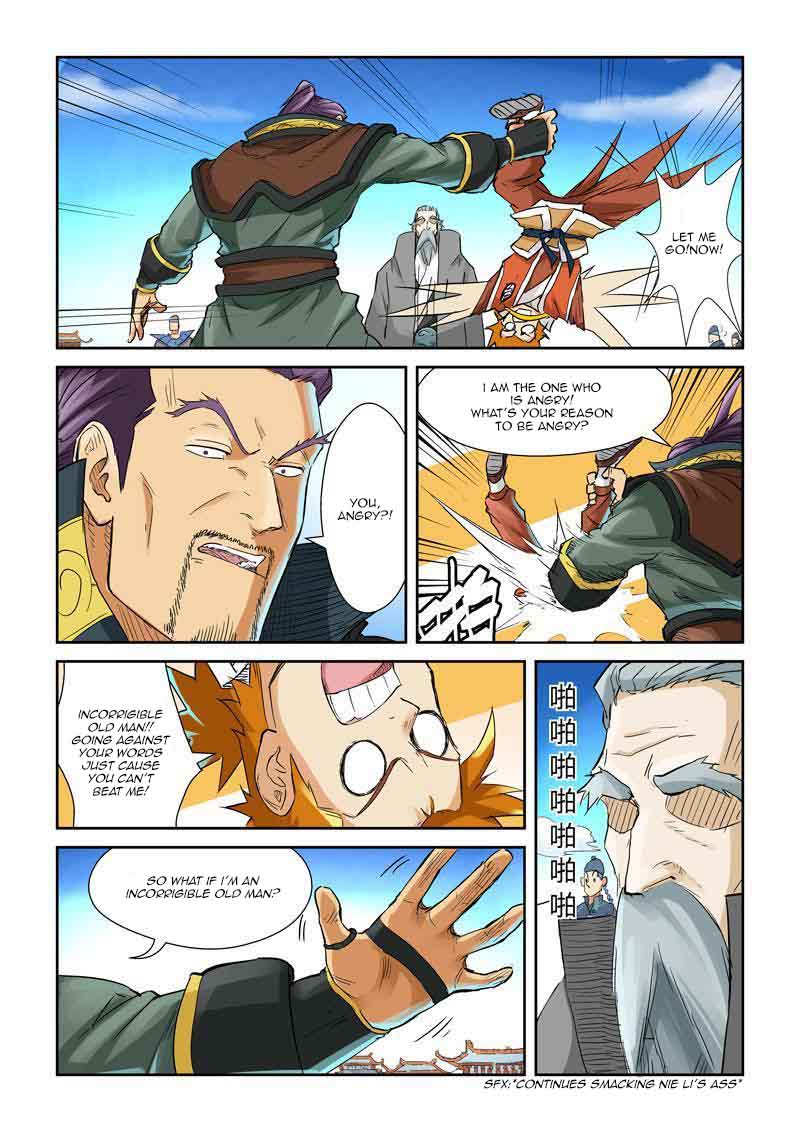 LET ME
GO!NOW!
YOU,
ANGRY?!
I AM THE ONE WHO
IS ANGRY!
WHAT'S YOUR REASON
TO BE ANGRY?
INCORRIGIBLE
OLD MAN!!
GOING AGAINST
YOUR WORDS
JUST CAUSE
YOU CAN'T
BEAT ME!
啪
啪
啪
啪
啪
啪
啪
SO WHAT IF I'M AN
INCORRIGIBLE OLD MAN?
SFX:"CONTINUES SMACKING NIE LI'S ASS"